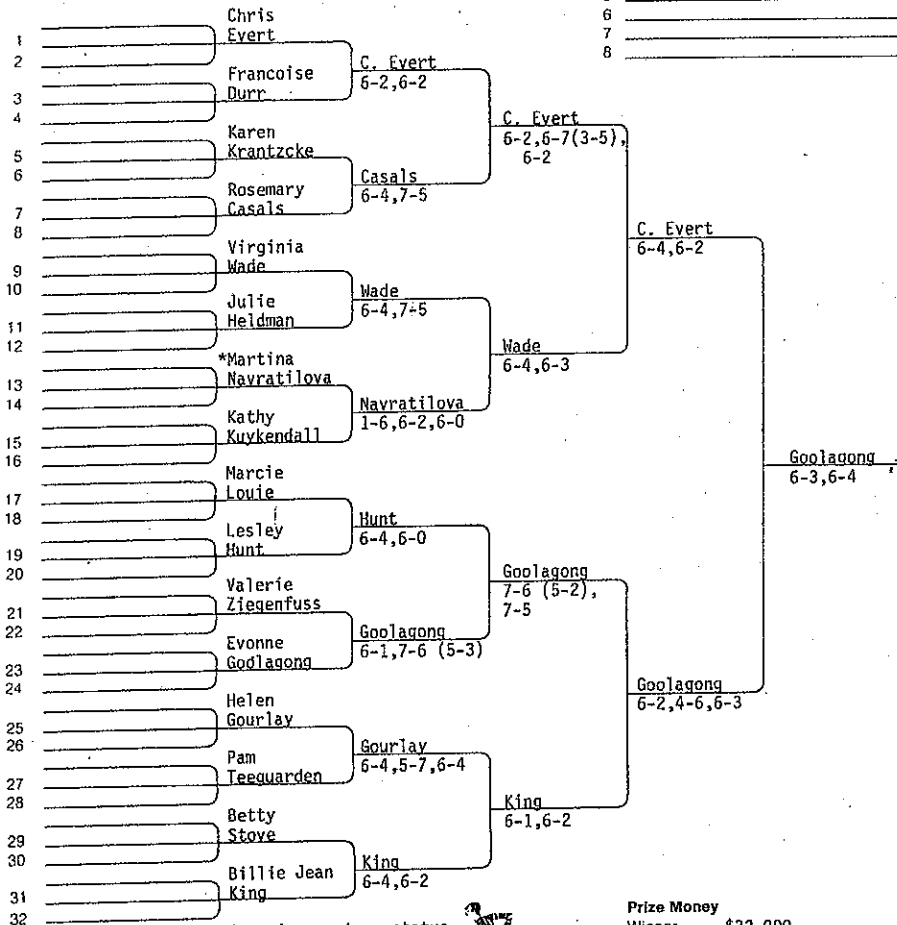 6
7
8
1
2
3
4
5
6
7
8
9
10
11
12
13
14
15
16
17
18
19
20
21
22
23
24
25
26
27
28
29
30
31
32
Chris
Evert
Francoise
Durr
Karen
Krantzcke
Rosemary
Casals
Virginia
Wade
Julie
Heldman
*Martina
Navratilova
Kathy
Kuykendall
Marcie
Louie
Lesley
Hunt
Valerie
Ziegenfuss
Evonne
Goolagong
Helen
Gourlay
Pam
Teeguarden
Betty
Stove
Billie Jean
King
C. Evert
6-2,6-2
Casals
6-4,7-5
Wade
6-4,7-5
Navratilova
1-6,6-2,6-0
Hunt
6-4,6-0
Goolagong
6-1,7-6 (5-3)
Gourlay
6-4,5-7,6-4
King
6-4,6-2
C. Evert
6-2,6-7(3-5),
6-2
Wade
6-4,6-3
Goolagong
7-6 (5-2),
7-5
King
6-1,6-2
C. Evert
6-4,6-2
Goolagong
6-2,4-6,6-3
Goolagong
6-3,6-4
status
Prize Money
$32,000